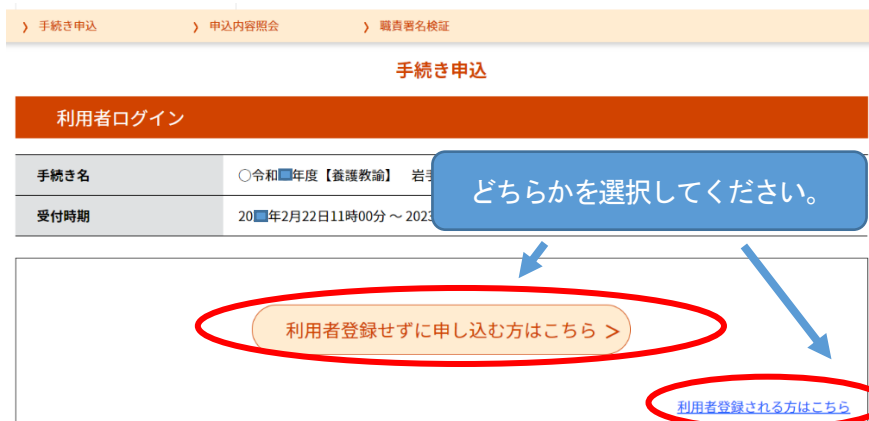 ❯ 手続き申込 ❯ 申込内容照会 ❯ 職責署名検証
手続き申込
利用者ログイン
手続き名 ○令和 年度【養護教諭】 岩手
受付時期 20 年2月22日11時00分 ~ 2023
どちらかを選択してください。
利用者登録せずに申し込む方はこちら >
利用者登録される方はこちら